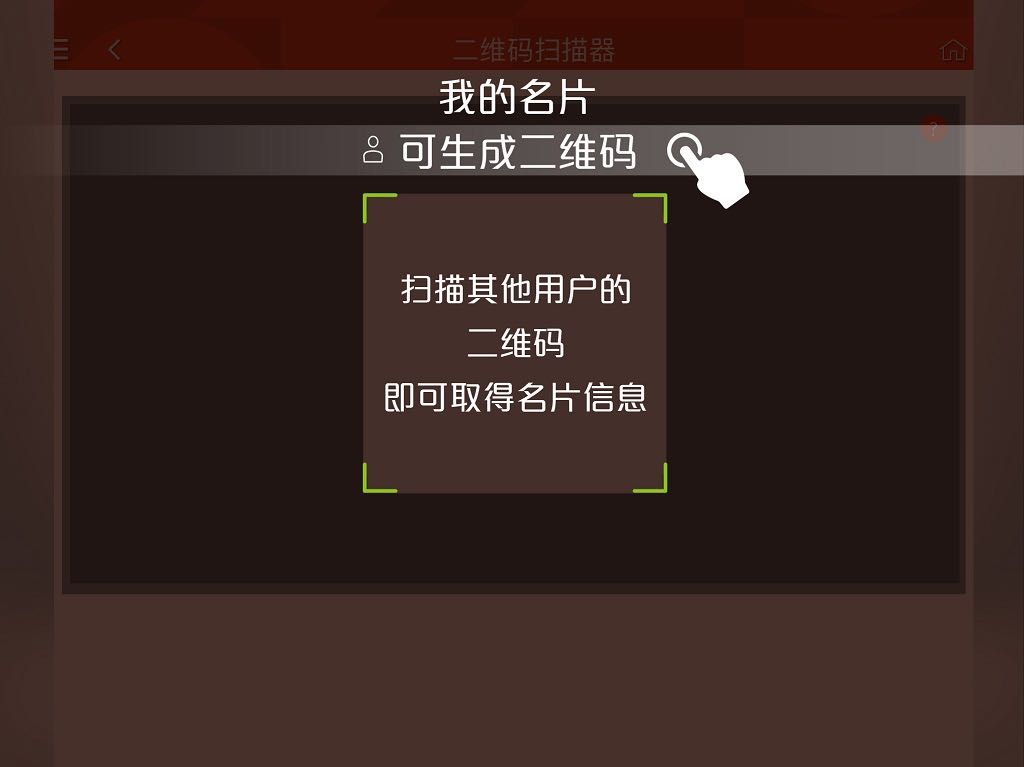 二维码扫描器
我的名片
?
可生成二维码
扫描其他用户的
二维码
即可取得名片信息